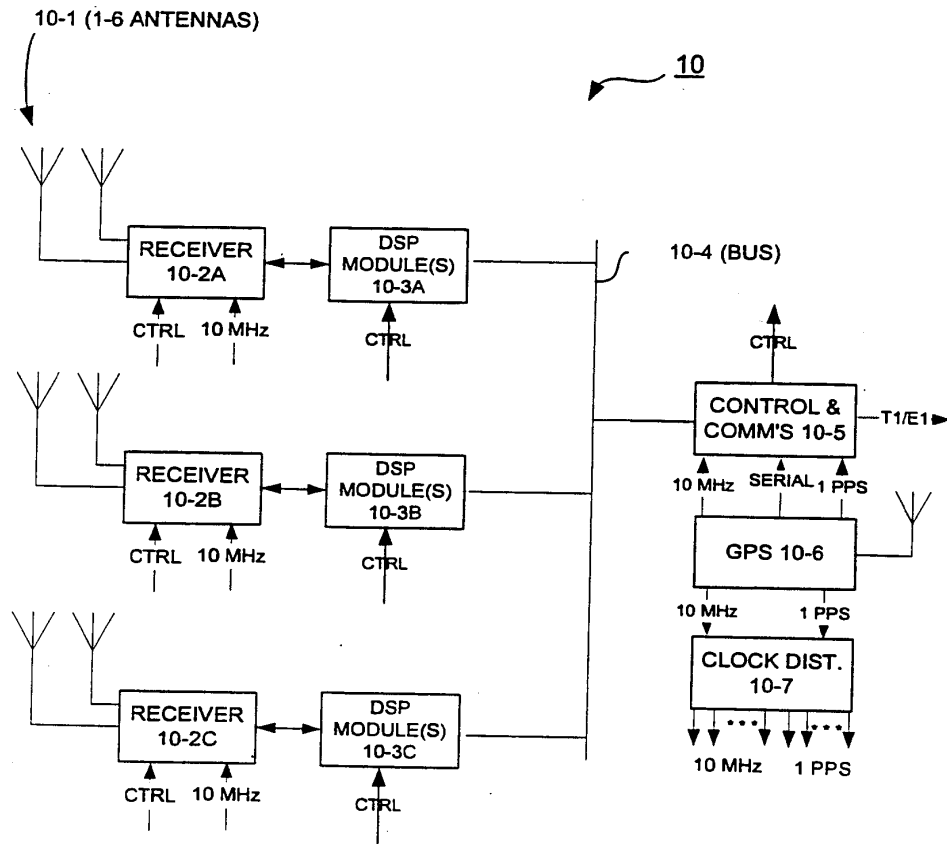 10-1 (1-6 ANTENNAS)
10
RECEIVER
10-2A
DSP
MODULE(S)
10-3A
10-4 (BUS)
CTRL
10 MHz
CTRL
CTRL
CONTROL &
COMM'S 10-5
T1/E1
RECEIVER
10-2B
DSP
MODULE(S)
10-3B
10 MHz
SERIAL
1 PPS
CTRL
10 MHz
CTRL
GPS 10-6
10 MHz
1 PPS
RECEIVER
10-2C
DSP
MODULE(S)
10-3C
CLOCK DIST.
10-7
CTRL
10 MHz
CTRL
10 MHz
1 PPS